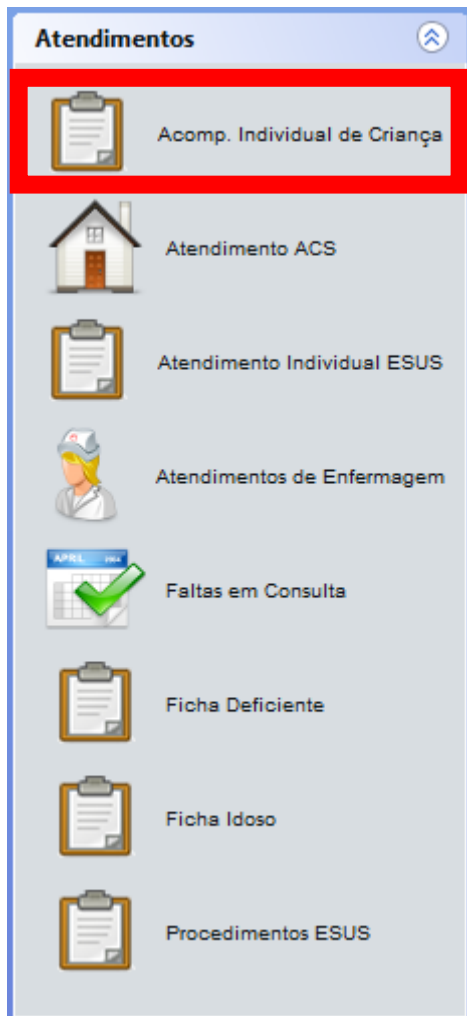 Atendimentos
Acomp. Individual de Criança
Atendimento ACS
Atendimento Individual ESUS
Atendimentos de Enfermagem
APRIL
Faltas em Consulta
Ficha Deficiente
Ficha Idoso
Procedimentos ESUS